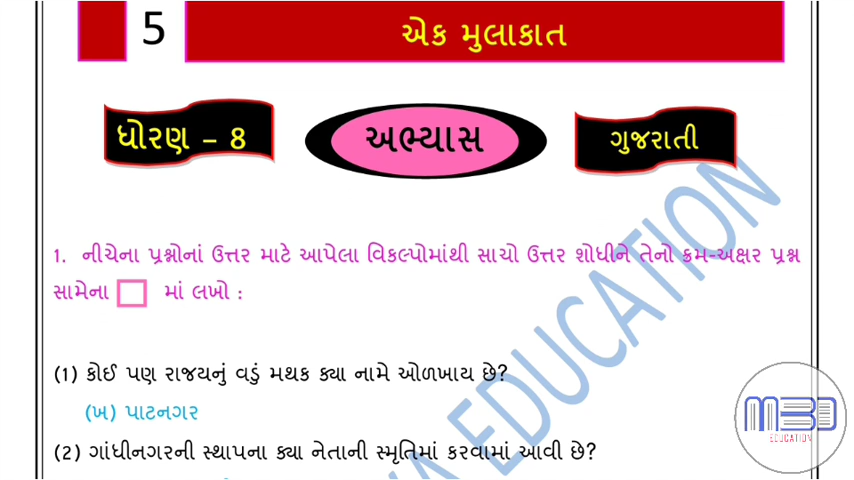 5
એક મુલાકાત
ધોરણ – 8
અભ્યાસ
ગુજરાતી
1. નીચેના પ્રશ્નોનાં ઉત્તર માટે આપેલા વિકલ્પોમાંથી સાચો ઉત્તર શોધીને તેનો ક્રમ-અક્ષર પ્રશ્ન
સામેના માં લખો :
(1) કોઈ પણ રાજયનું વડું મથક ક્યા નામે ઓળખાય છે?
(ખ) પાટનગર
(2) ગાંધીનગરની સ્થાપના ક્યા નેતાની સ્મૃતિમાં કરવામાં આવી છે?
EDUCATION
MBD
EDUCATION